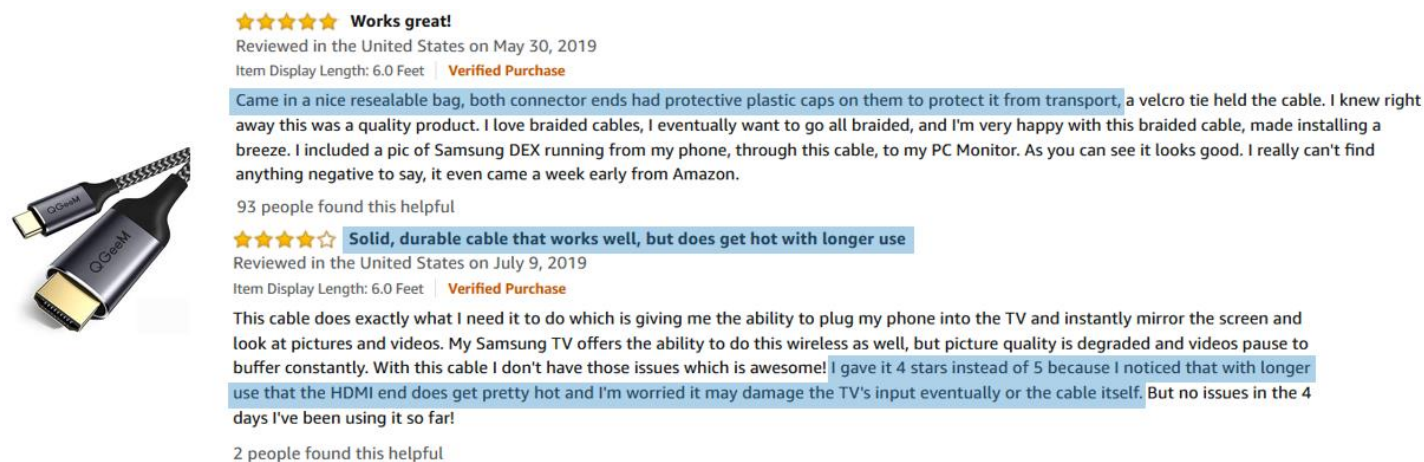 Works great!
Reviewed in the United States on May 30, 2019
Item Display Length: 6.0 Feet | Verified Purchase
Came in a nice resealable bag, both connector ends had protective plastic caps on them to protect it from transport, a velcro tie held the cable. I knew right
away this was a quality product. I love braided cables, I eventually want to go all braided, and I'm very happy with this braided cable, made installing a
breeze. I included a pic of Samsung DEX running from my phone, through this cable, to my PC Monitor. As you can see it looks good. I really can't find
anything negative to say, it even came a week early from Amazon.
93 people found this helpful
QGeeM
QGeeM
Solid, durable cable that works well, but does get hot with longer use
Reviewed in the United States on July 9, 2019
Item Display Length: 6.0 Feet | Verified Purchase
This cable does exactly what I need it to do which is giving me the ability to plug my phone into the TV and instantly mirror the screen and
look at pictures and videos. My Samsung TV offers the ability to do this wireless as well, but picture quality is degraded and videos pause to
buffer constantly. With this cable I don't have those issues which is awesome! I gave it 4 stars instead of 5 because I noticed that with longer
use that the HDMI end does get pretty hot and I'm worried it may damage the TV's input eventually or the cable itself. But no issues in the 4
days I've been using it so far!
2 people found this helpful